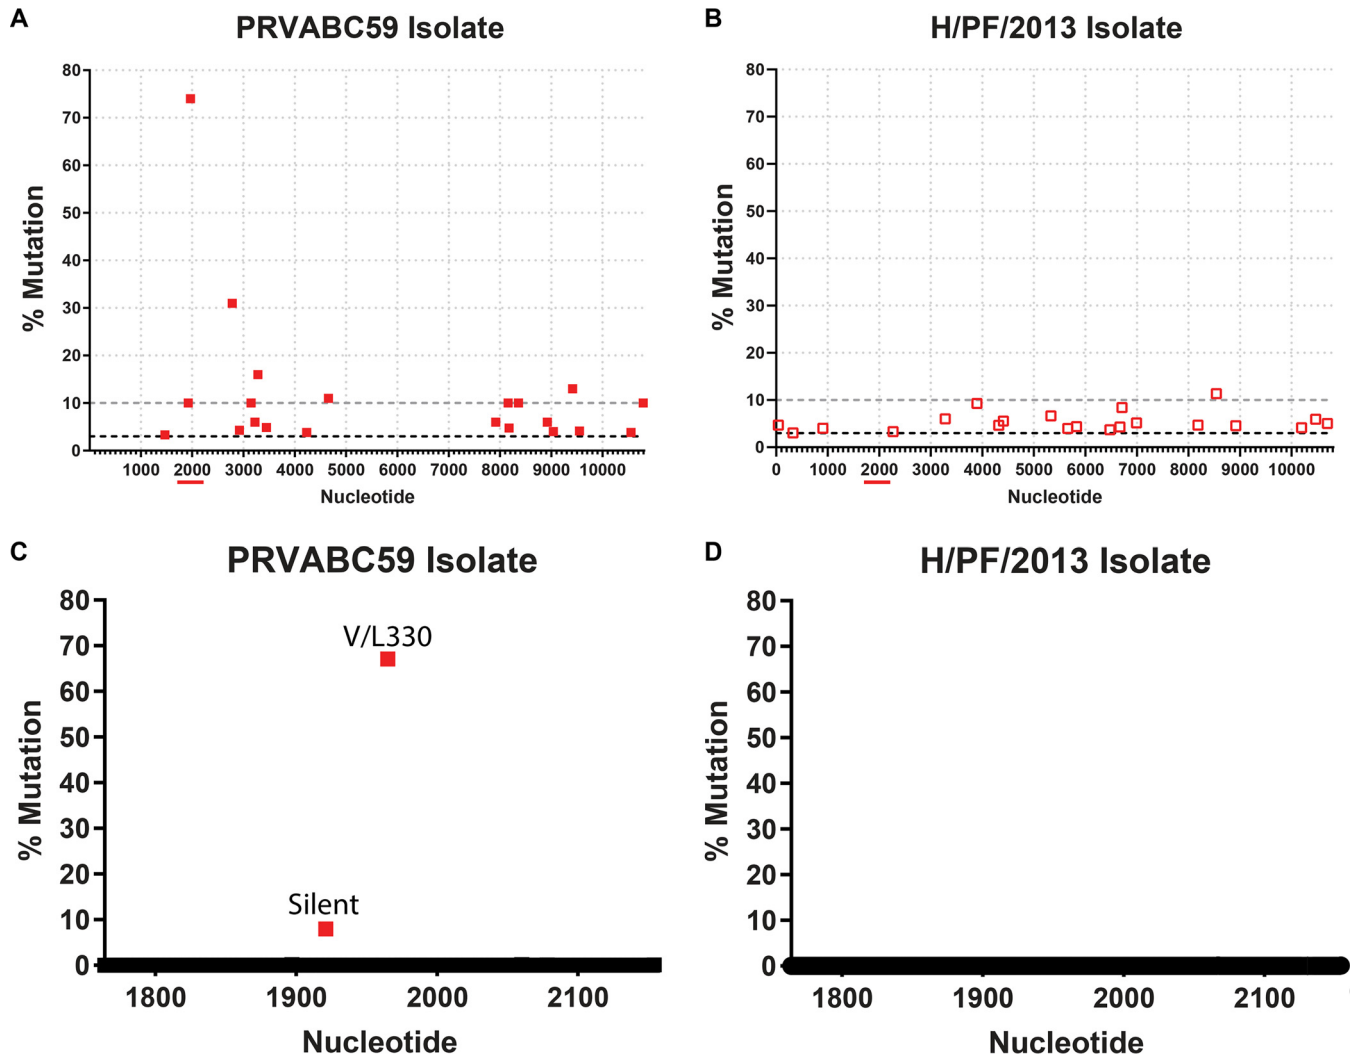 A
PRVABC59 Isolate
% Mutation
80
70
60
50
40
30
20
10
0
1000 2000 3000 4000 5000 6000 7000 8000 9000 10000
Nucleotide
B
H/PF/2013 Isolate
% Mutation
80
70
60
50
40
30
20
10
0
0 1000 2000 3000 4000 5000 6000 7000 8000 9000 10000
Nucleotide
C
PRVABC59 Isolate
% Mutation
80
70
60
50
40
30
20
10
0
V/L330
Silent
1800 1900 2000 2100
Nucleotide
D
H/PF/2013 Isolate
% Mutation
80
70
60
50
40
30
20
10
0
1800 1900 2000 2100
Nucleotide